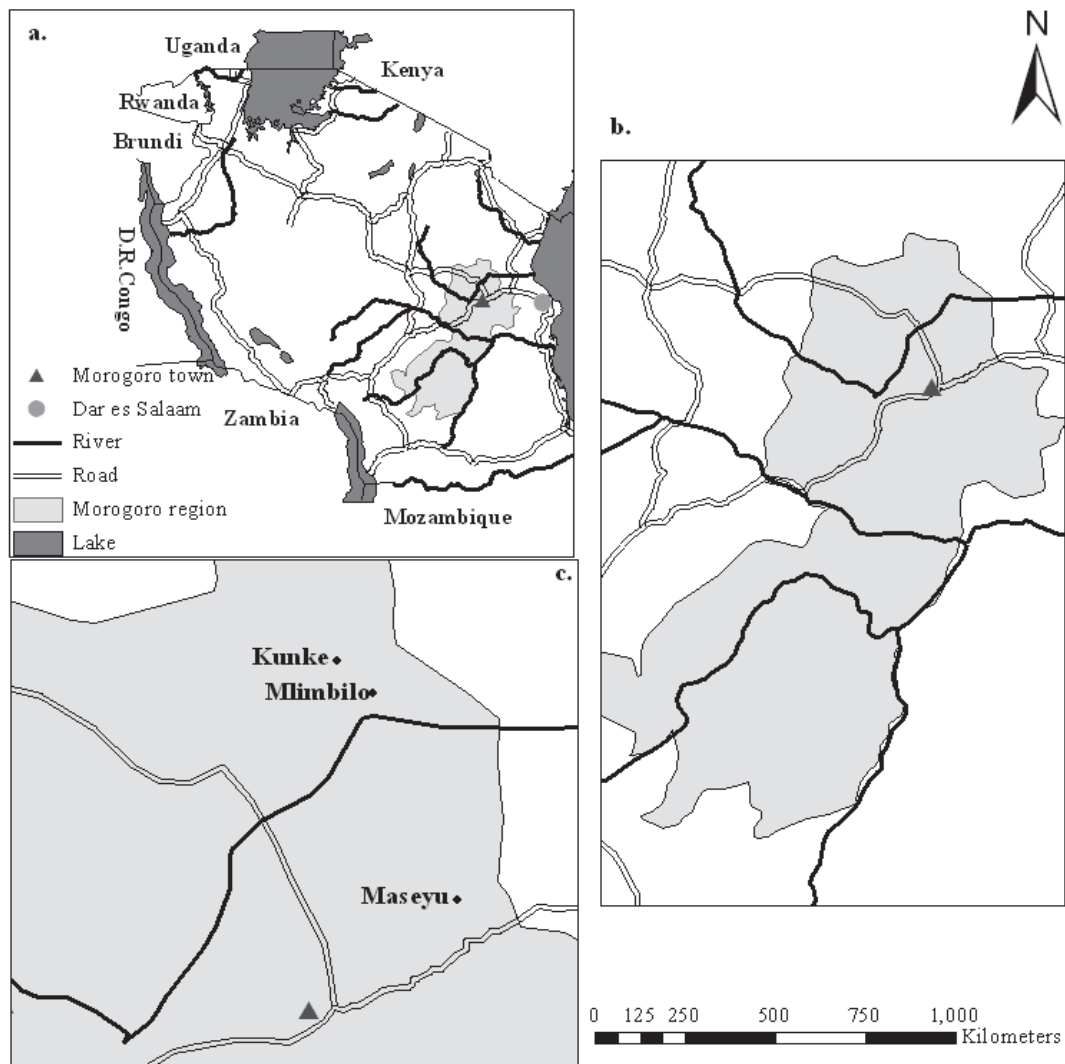 a.
Uganda
Kenya
Rwanda
Brundi
D.R.Congo
Zambia
Mozambique
Morogoro town
Dar es Salaam
River
Road
Morogoro region
Lake
N
b.
c.
Kunke
Mlimbilo
Maseyu
0 125 250 500 750 1,000
Kilometers